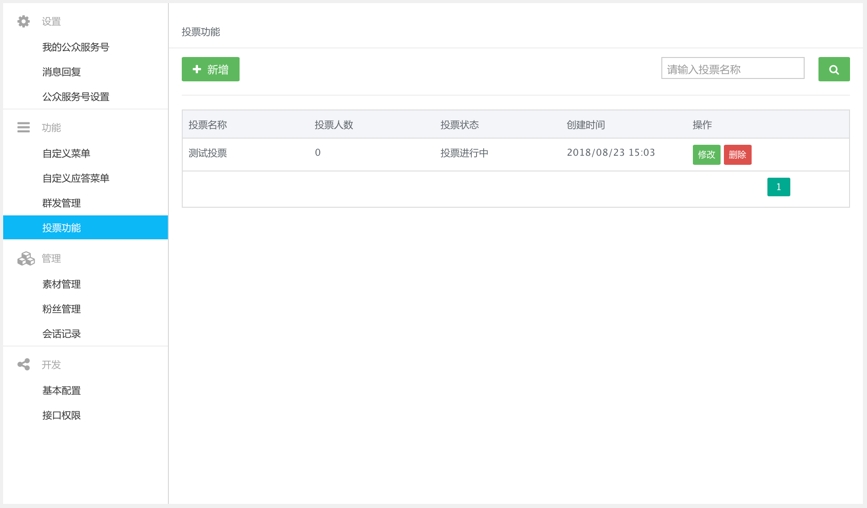 设置
我的公众服务号
消息回复
公众服务号设置
功能
自定义菜单
自定义应答菜单
群发管理
投票功能
管理
素材管理
粉丝管理
会话记录
开发
基本配置
接口权限
投票功能
新增 请输入投票名称
投票名称 投票人数 投票状态 创建时间 操作
测试投票 0 投票进行中 2018/08/23 15:03 修改 删除
1